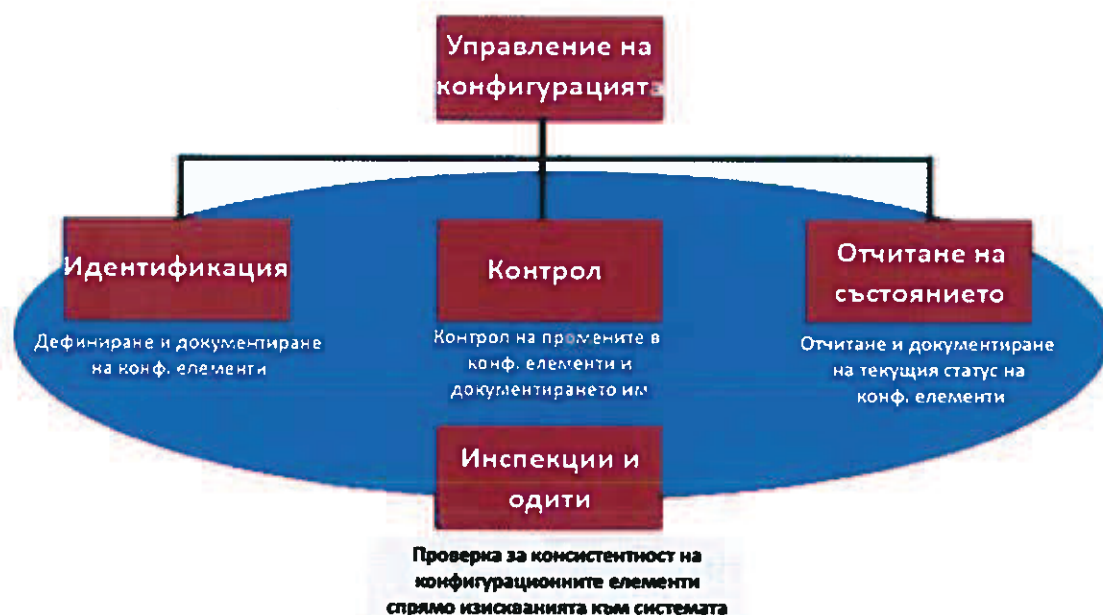 Управление на
конфигурацията
Идентификация
Дефиниране и документиране
на конф. елементи
Контрол
Контрол на промените в
конф. елементи и
документирането им
Отчитане на
състоянието
Отчитане и документиране
на текущия статус на
конф. елементи
Инспекции и
одити
Проверка за консистентност на
конфигурационните елементи
спрямо изискванията към системата